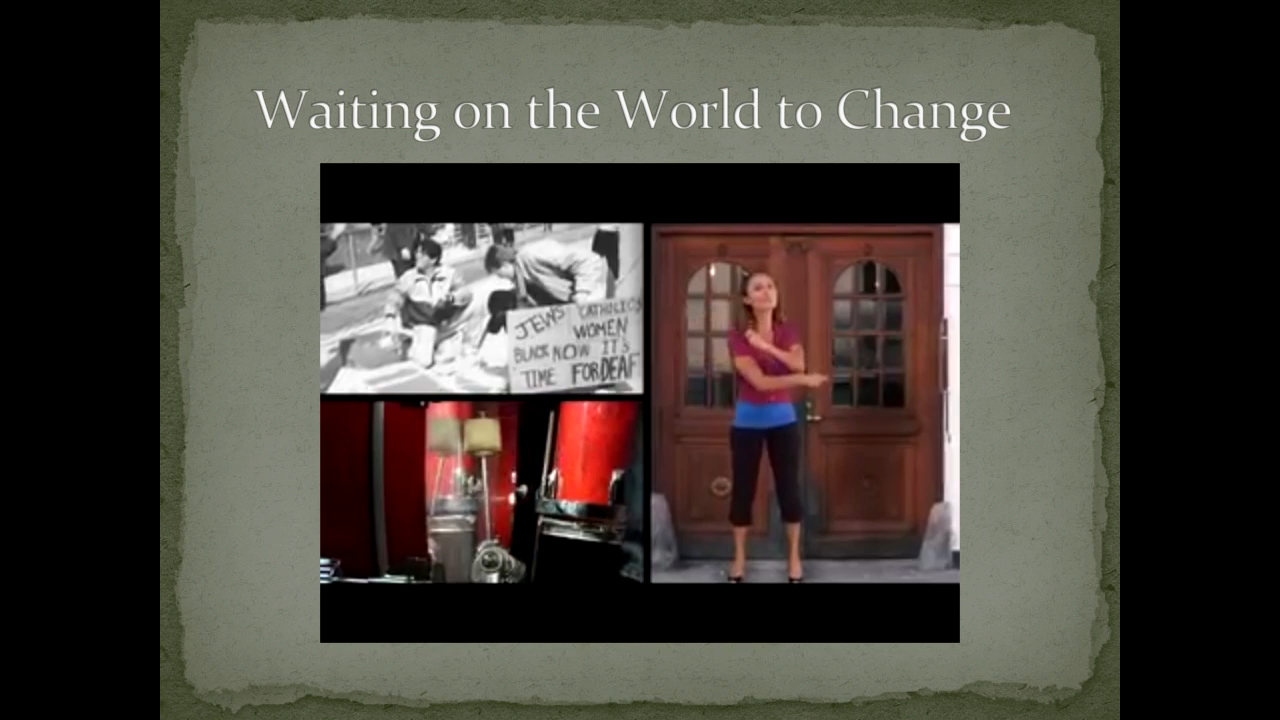 Waiting on the World to Change
JEWS CATHOLICS
WOMEN
BLACK NOW IT'S
TIME FOR DEAF